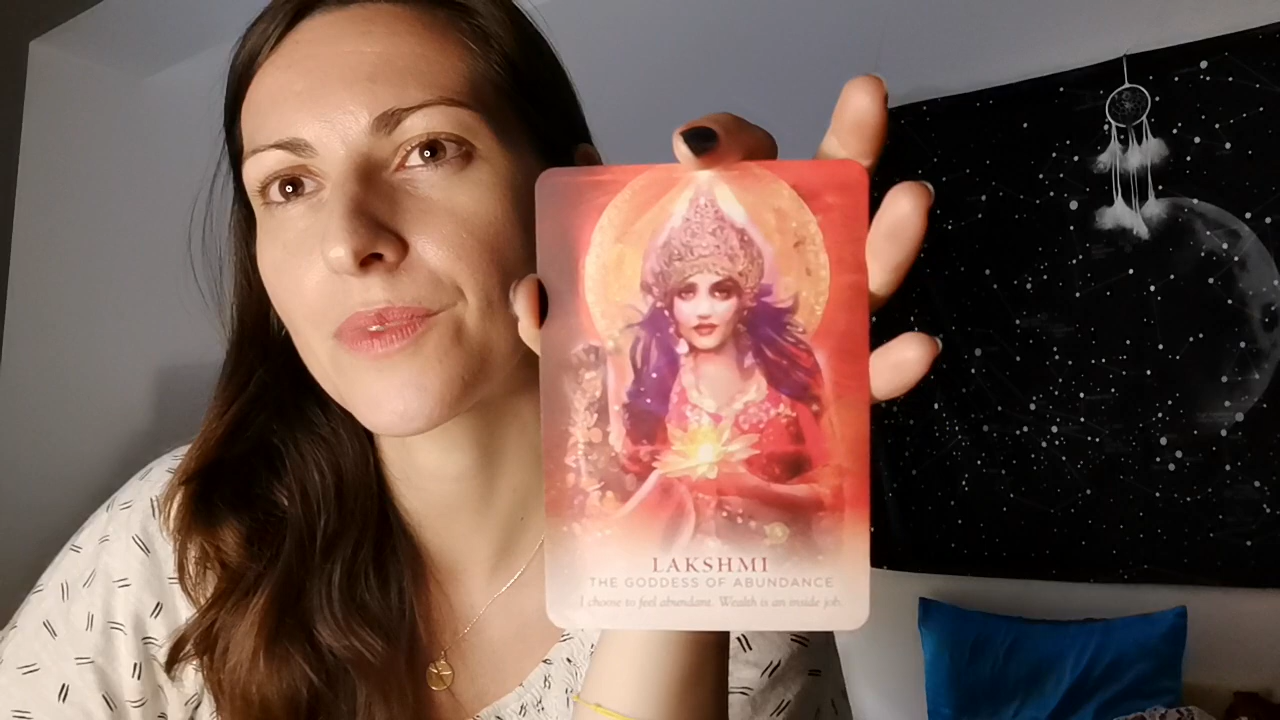 LAKSHMI
THE GODDESS OF ABUNDANCE
I choose to feel abundant. Wealth is an inside job.